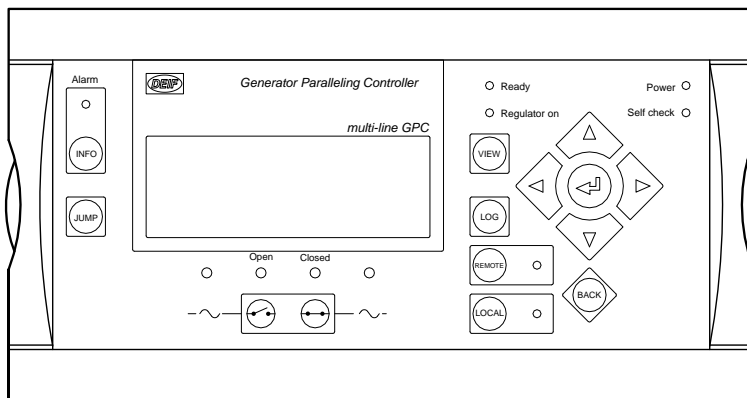 Alarm
INFO
JUMP
DEIF
Generator Paralleling Controller
multi-line GPC
Open
Closed
Ready
Regulator on
Power
Self check
VIEW
LOG
REMOTE
LOCAL
BACK